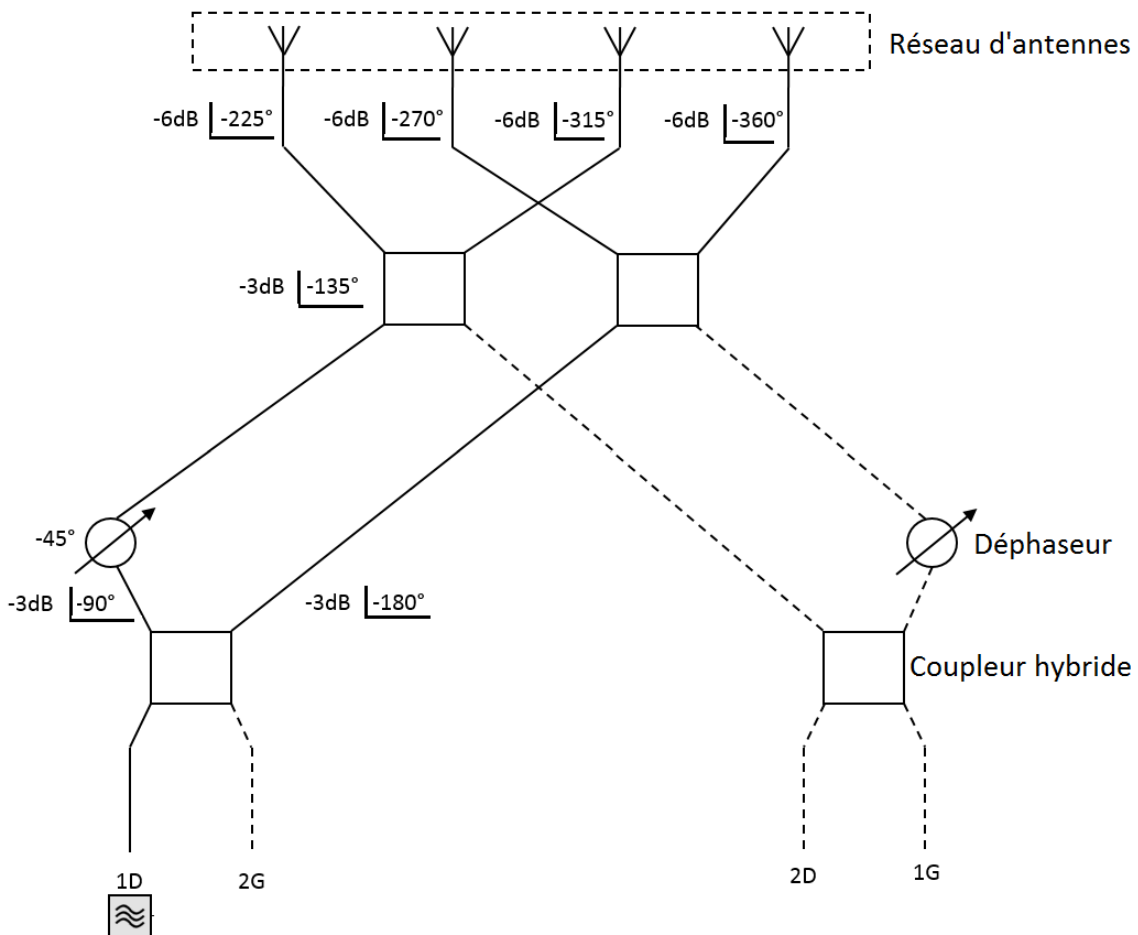 Réseau d'antennes
-6dB -225°
-6dB -270°
-6dB -315°
-6dB -360°
-3dB -135°
-45°
Déphaseur
-3dB -90°
-3dB -180°
Coupleur hybride
1D
2G
2D
1G